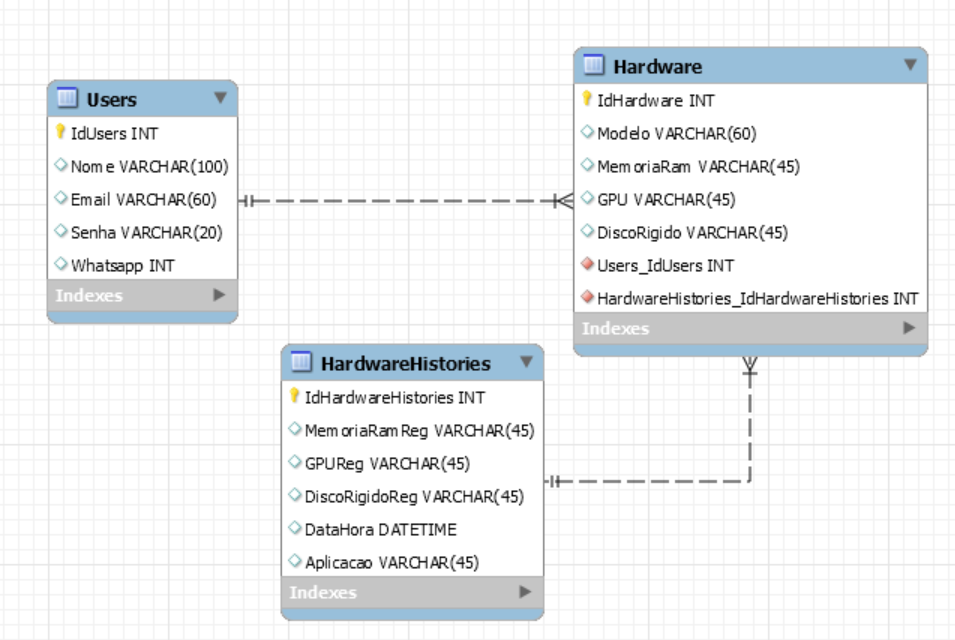 Users
IdUsers INT
Nome VARCHAR(100)
Email VARCHAR(60)
Senha VARCHAR(20)
Whatsapp INT
Indexes
Hardware
IdHardware INT
Modelo VARCHAR(60)
MemoriaRam VARCHAR(45)
GPU VARCHAR(45)
DiscoRigido VARCHAR(45)
Users_IdUsers INT
HardwareHistories_IdHardwareHistories INT
Indexes
HardwareHistories
IdHardwareHistories INT
MemoriaRamReg VARCHAR(45)
GPUReg VARCHAR(45)
DiscoRigidoReg VARCHAR(45)
DataHora DATETIME
Aplicacao VARCHAR(45)
Indexes